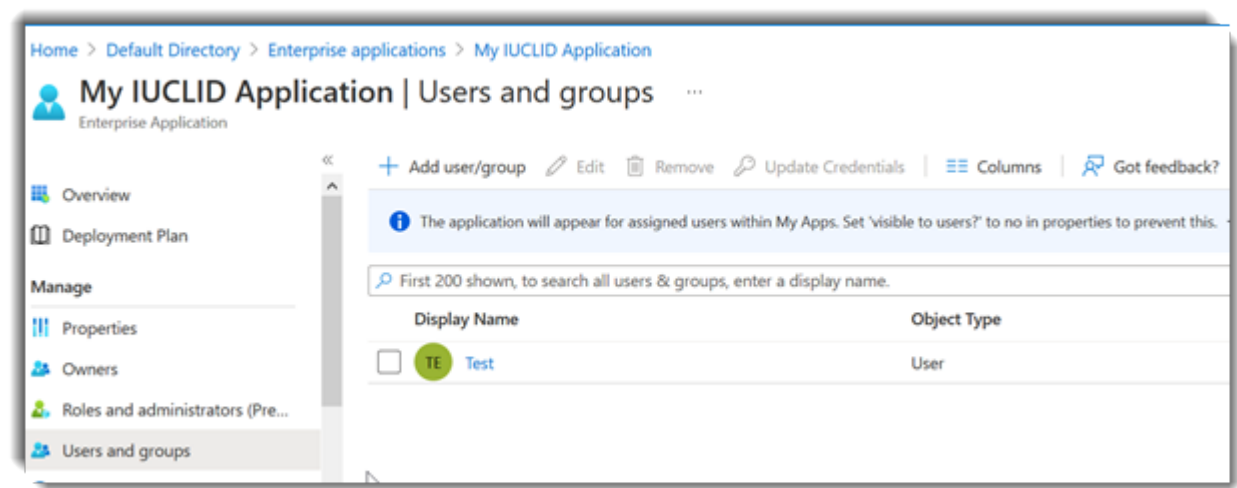 Home > Default Directory > Enterprise applications > My IUCLID Application
My IUCLID Application | Users and groups ...
Enterprise Application
«
+ Add user/group Edit Remove Update Credentials Columns Got feedback?
Overview
The application will appear for assigned users within My Apps. Set 'visible to users?' to no in properties to prevent this.
Deployment Plan
First 200 shown, to search all users & groups, enter a display name.
Manage
Display Name Object Type
Properties
TE Test User
Owners
Roles and administrators (Pre...
Users and groups